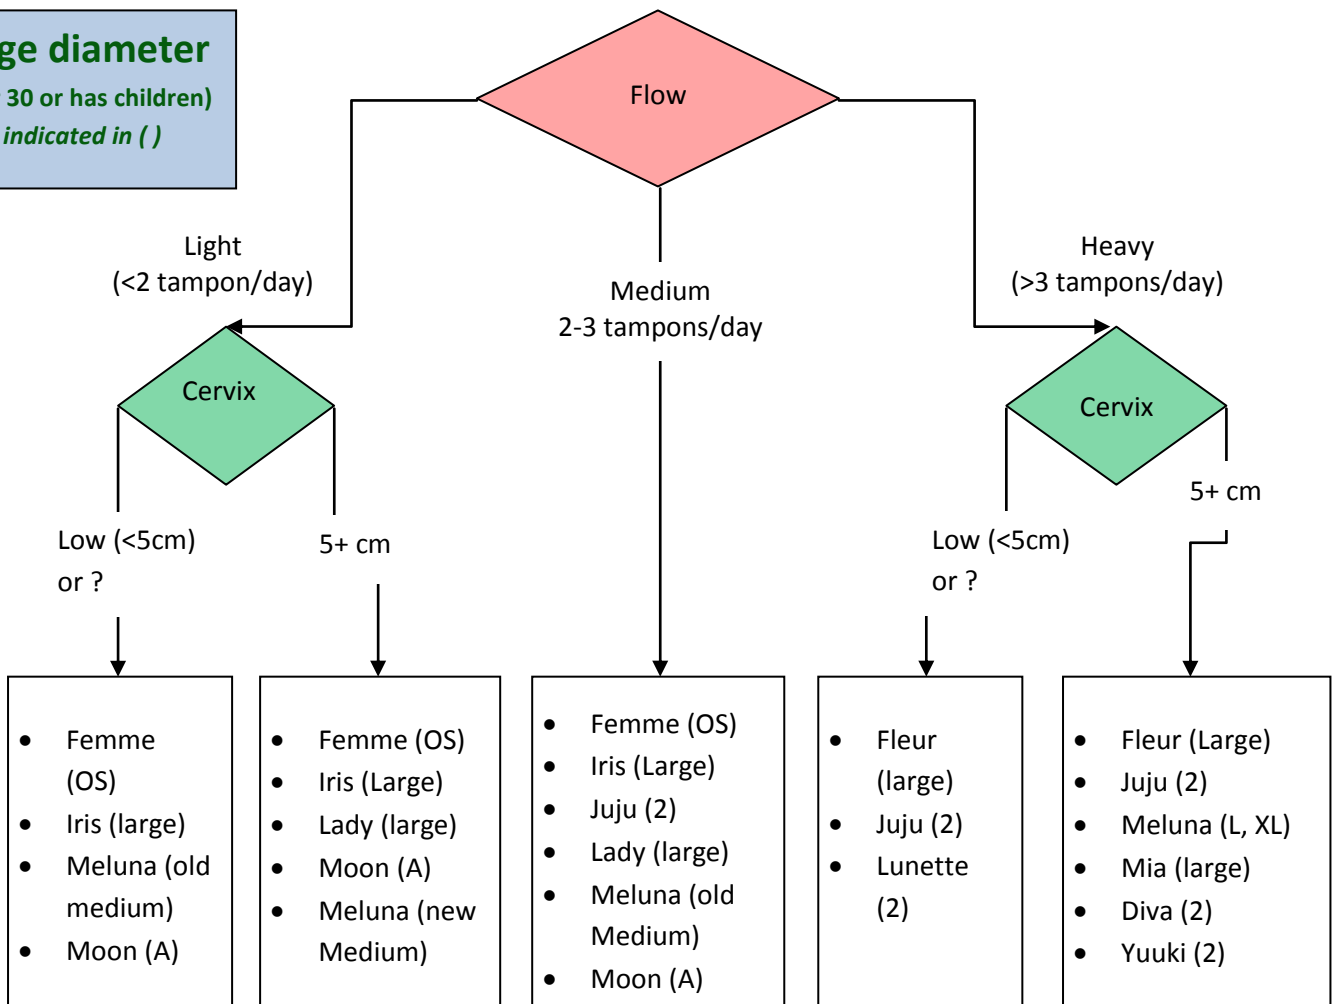 ge diameter
30 or has children)
indicated in ( )
Flow
Light
(<2 tampon/day)
Medium
2-3 tampons/day
Heavy
(>3 tampons/day)
Cervix
Cervix
Low (<5cm)
or ?
5+ cm
Low (<5cm)
or ?
5+ cm
• Femme
(OS)
• Iris (large)
• Meluna (old
medium)
• Moon (A)
• Femme (OS)
• Iris (Large)
• Lady (large)
• Moon (A)
• Meluna (new
Medium)
• Femme (OS)
• Iris (Large)
• Juju (2)
• Lady (large)
• Meluna (old
Medium)
• Moon (A)
• Fleur
(large)
• Juju (2)
• Lunette
(2)
• Fleur (Large)
• Juju (2)
• Meluna (L, XL)
• Mia (large)
• Diva (2)
• Yuuki (2)